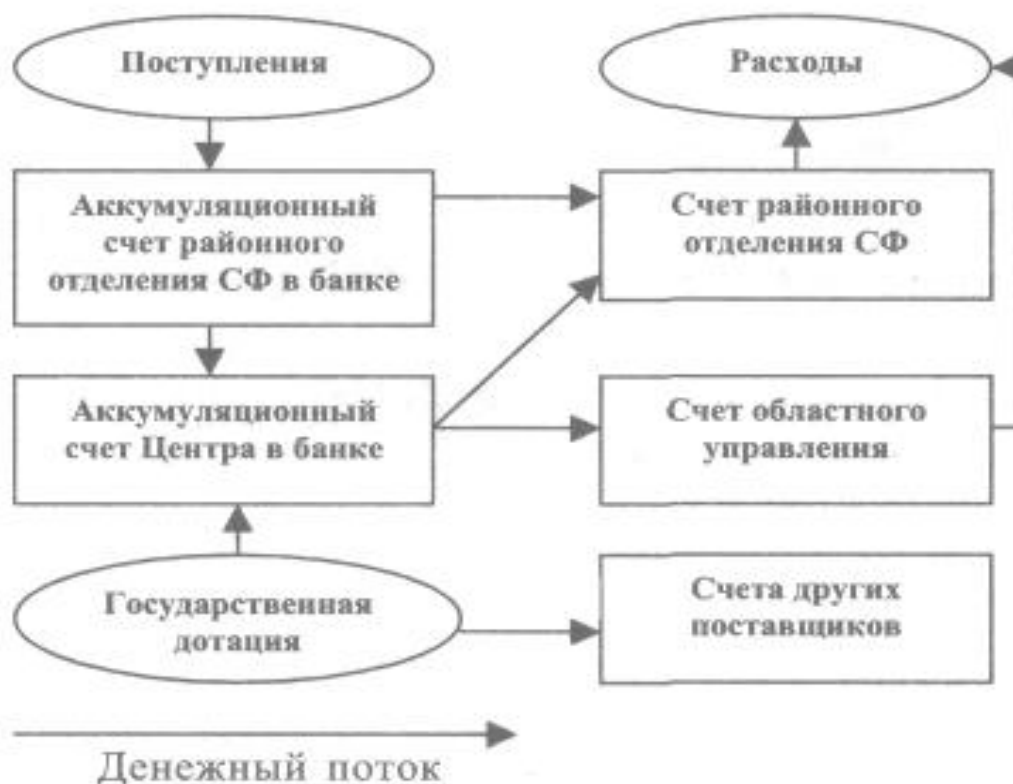 Поступления
Расходы
Аккумуляционный
счет районного
отделения СФ в банке
Счет районного
отделения СФ
Аккумуляционный
счет Центра в банке
Счет областного
управления
Государственная
дотация
Счета других
поставщиков
Денежный поток